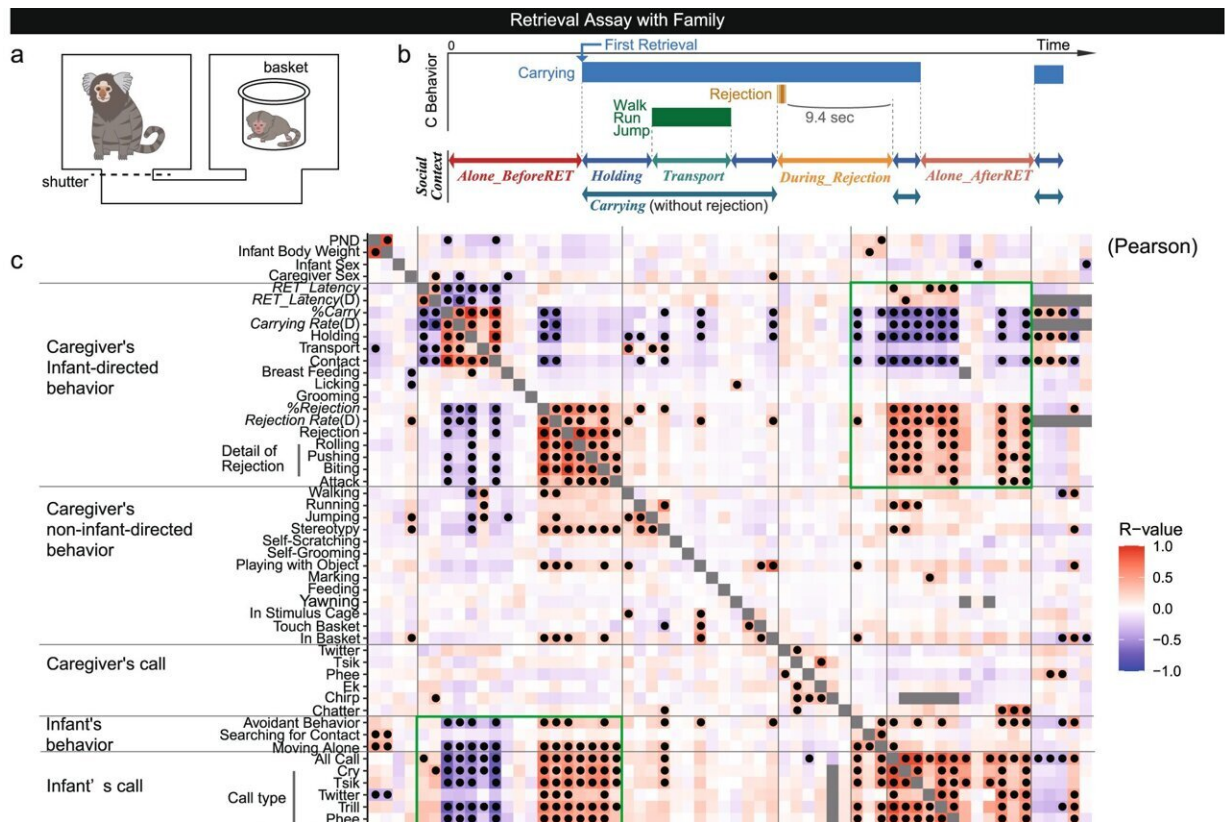 Retrieval Assay with Family
a
basket
shutter
b
0
First Retrieval
Time
C Behavior
Carrying
Rejection
Walk
Run
Jump
9.4 sec
Social
Context
Alone_BeforeRET
Holding
Transport
During_Rejection
Alone_AfterRET
Carrying (without rejection)
c
(Pearson)
PND
Infant Body Weight
Infant Sex
Caregiver Sex
Caregiver's
Infant-directed
behavior
RET_Latency
RET_Latency(D)
%Carry
Carrying Rate(D)
Holding
Transport
Contact
Breast Feeding
Licking
Grooming
%Rejection
Rejection Rate(D)
Rejection
Detail of
Rejection
Rolling
Pushing
Biting
Attack
Caregiver's
non-infant-directed
behavior
Walking
Running
Jumping
Stereotypy
Self-Scratching
Self-Grooming
Playing with Object
Marking
Feeding
Yawning
In Stimulus Cage
Touch Basket
In Basket
Caregiver's call
Twitter
Tsik
Phee
Ek
Chirp
Chatter
Infant's
behavior
Avoidant Behavior
Searching for Contact
Moving Alone
Infant' s call
All Call
Call type
Cry
Tsik
Twitter
Trill
Phee
R-value
1.0
0.5
0.0
−0.5
−1.0